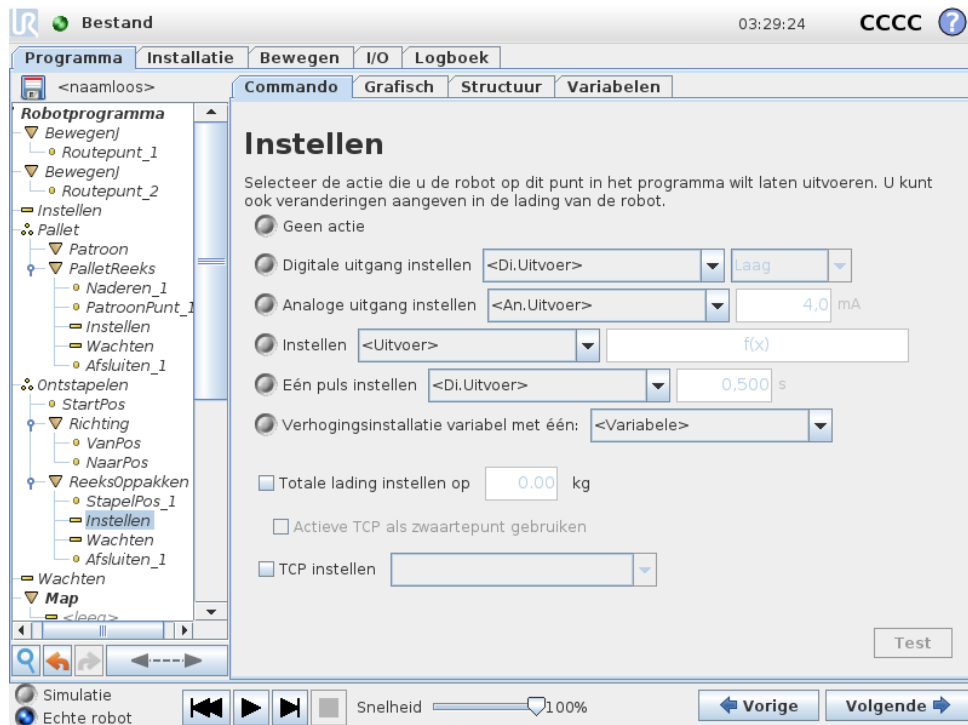 UR Bestand 03:29:24 CCCC ?
Programma Installatie Bewegen I/O Logboek
<naamloos>
Commando Grafisch Structuur Variabelen
Robotprogramma
BewegenJ
Routepunt_1
BewegenJ
Routepunt_2
Instellen
Pallet
Patroon
PalletReeks
Naderen_1
PatroonPunt_1
Instellen
Wachten
Afsluiten_1
Ontstapelen
StartPos
Richting
VanPos
NaarPos
ReeksOppakken
StapelPos_1
Instellen
Wachten
Afsluiten_1
Wachten
Map
<leeg>
Instellen
Selecteer de actie die u de robot op dit punt in het programma wilt laten uitvoeren. U kunt
ook veranderingen aangeven in de lading van de robot.
Geen actie
Digitale uitgang instellen <Di.Uitvoer> Laag
Analoge uitgang instellen <An.Uitvoer> 4,0 mA
Instellen <Uitvoer> f(x)
Eén puls instellen <Di.Uitvoer> 0,500 s
Verhogingsinstallatie variabel met één: <Variabele>
Totale lading instellen op 0.00 kg
Actieve TCP als zwaartepunt gebruiken
TCP instellen
Test
Simulatie
Echte robot
Snelheid 100%
Vorige Volgende